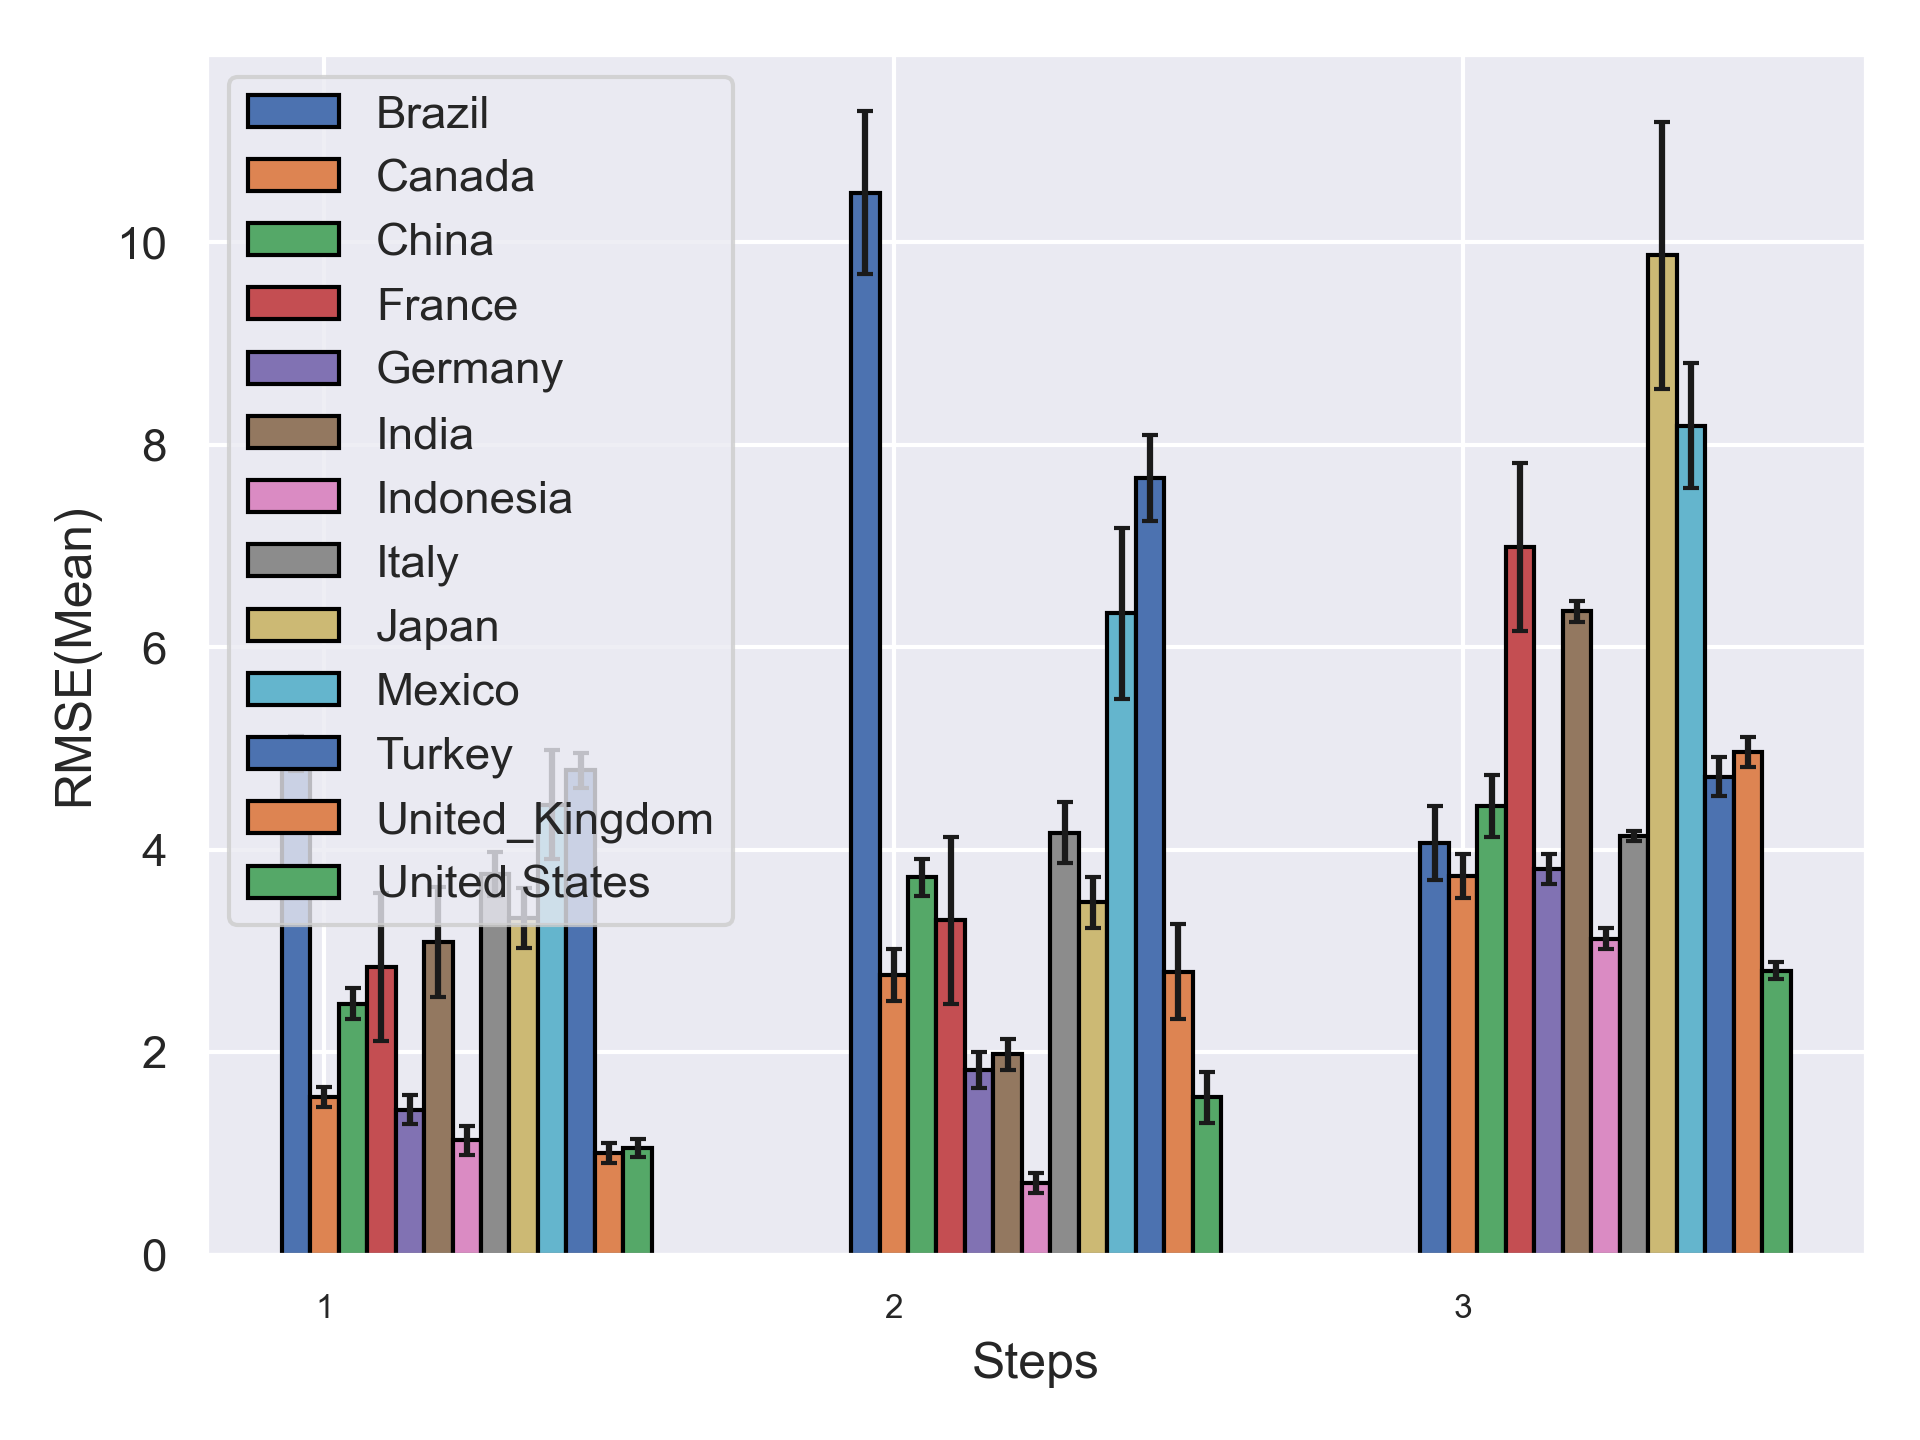 Brazil
Canada
China
France
Germany
India
Indonesia
Italy
Japan
Mexico
Turkey
United_Kingdom
United States
10
8
6
4
2
0
RMSE(Mean)
1 2 3
Steps